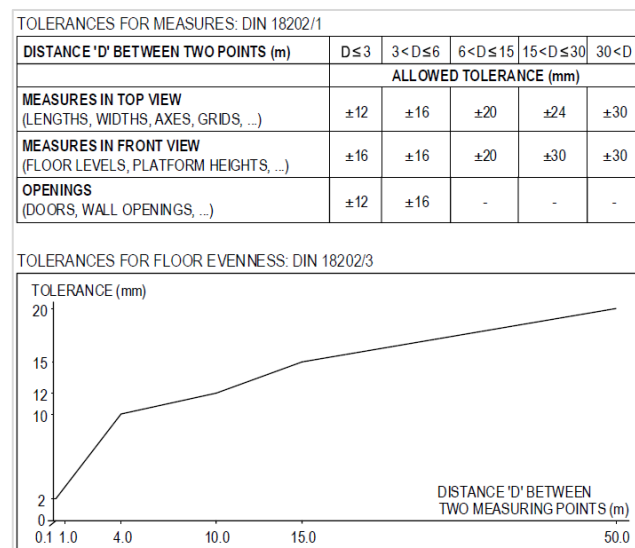 TOLERANCES FOR MEASURES: DIN 18202/1
DISTANCE 'D' BETWEEN TWO POINTS (m) D≤3 3<D≤6 6<D≤15 15<D≤30 30<D
ALLOWED TOLERANCE (mm)
MEASURES IN TOP VIEW
(LENGTHS, WIDTHS, AXES, GRIDS, ...) ±12 ±16 ±20 ±24 ±30
MEASURES IN FRONT VIEW
(FLOOR LEVELS, PLATFORM HEIGHTS, ...) ±16 ±16 ±20 ±30 ±30
OPENINGS
(DOORS, WALL OPENINGS, ...) ±12 ±16 - - -
TOLERANCES FOR FLOOR EVENNESS: DIN 18202/3
TOLERANCE (mm)
20
15
12
10
2
0
DISTANCE 'D' BETWEEN
TWO MEASURING POINTS (m)
0.1 1.0 4.0 10.0 15.0 50.0